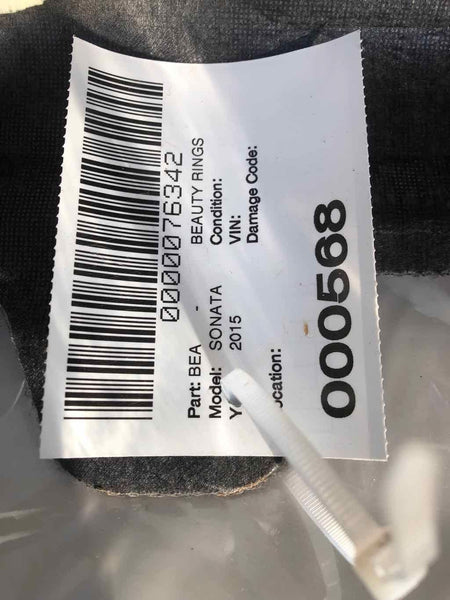 0000076342
Part: BEA - BEAUTY RINGS
Model: SONATA Condition:
Y 2015 VIN:
Damage Code:
ocation:
000568